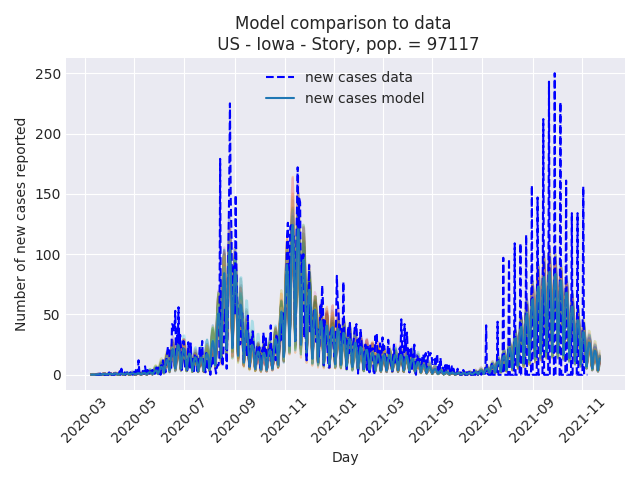 Model comparison to data
US - Iowa - Story, pop. = 97117
new cases data
new cases model
Number of new cases reported
250
200
150
100
50
0
2020-03
2020-05
2020-07
2020-09
2020-11
2021-01
2021-03
2021-05
2021-07
2021-09
2021-11
Day